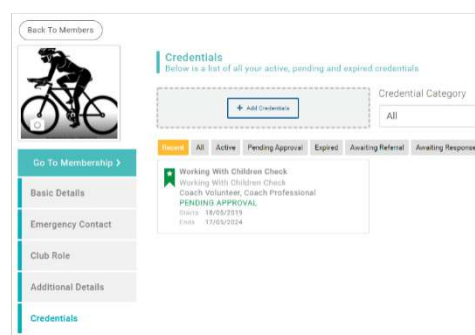 Back To Members
Credentials
Below is a list of all your active, pending and expired credentials
+ Add Credentials
Credential Category
All
Go To Membership >
Basic Details
Emergency Contact
Club Role
Additional Details
Credentials
Recent All Active Pending Approval Expired Awaiting Referral Awaiting Response
Working With Children Check
Working With Children Check
Coach Volunteer, Coach Professional
PENDING APPROVAL
Starts 18/05/2019
Ends 17/05/2024